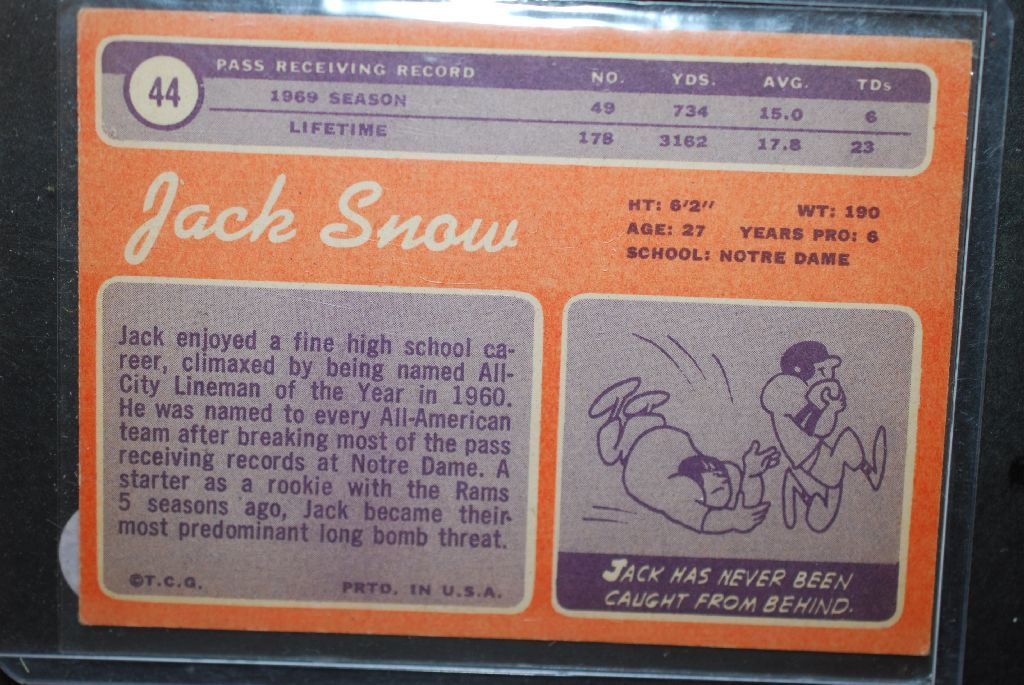 44
PASS RECEIVING RECORD NO. YDS. AVG. TDs
1969 SEASON 49 734 15.0 6
LIFETIME 178 3162 17.8 23
Jack Snow
HT: 6'2" WT: 190
AGE: 27 YEARS PRO: 6
SCHOOL: NOTRE DAME
Jack enjoyed a fine high school ca-
reer, climaxed by being named All-
City Lineman of the Year in 1960.
He was named to every All-American
team after breaking most of the pass
receiving records at Notre Dame. A
starter as a rookie with the Rams
5 seasons ago, Jack became their
most predominant long bomb threat.
©T.C.G. PRTD. IN U.S.A.
JACK HAS NEVER BEEN
CAUGHT FROM BEHIND.